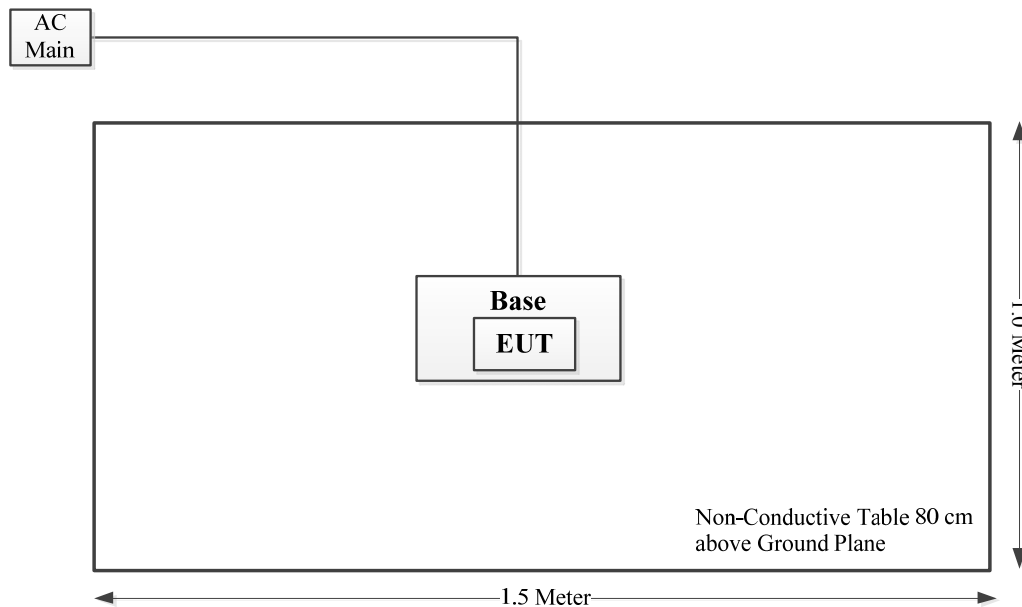 AC
Main
Base
EUT
1.0 Meter
Non-Conductive Table 80 cm
above Ground Plane
1.5 Meter